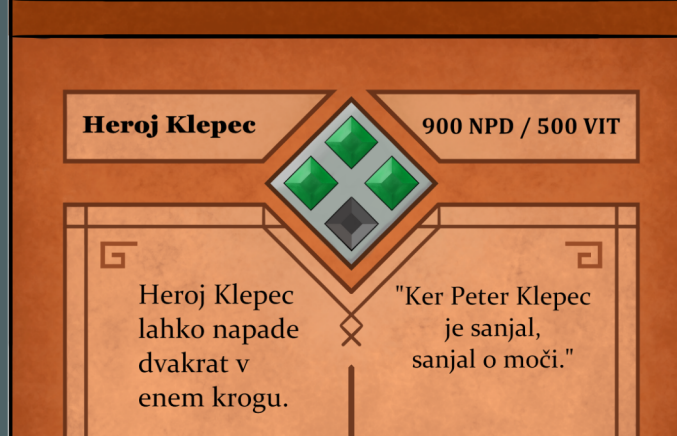 Heroj Klepec
900 NPD / 500 VIT
Heroj Klepec
lahko napade
dvakrat v
enem krogu.
"Ker Peter Klepec
je sanjal,
sanjal o moči."